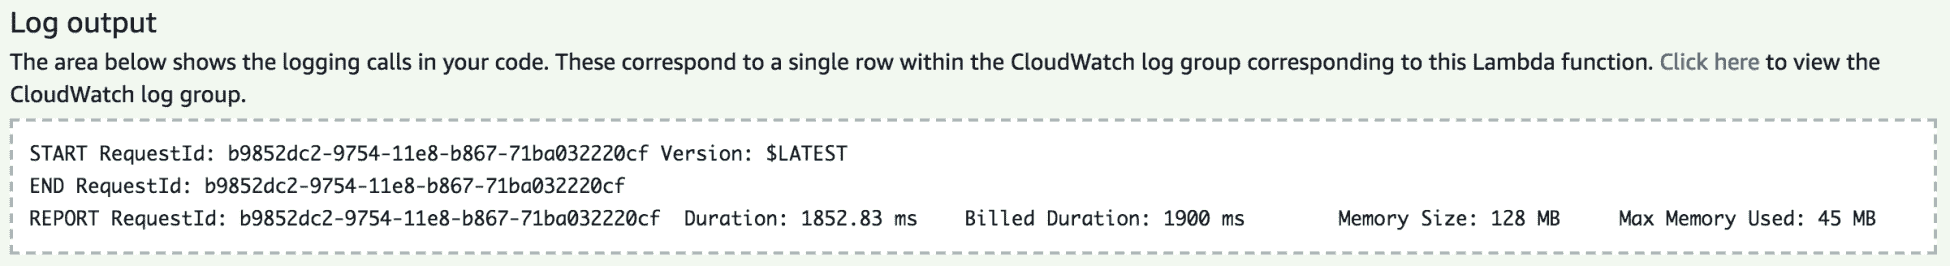 Log output
The area below shows the logging calls in your code. These correspond to a single row within the CloudWatch log group corresponding to this Lambda function. Click here to view the
CloudWatch log group.
START RequestId: b9852dc2-9754-11e8-b867-71ba032220cf Version: $LATEST
END RequestId: b9852dc2-9754-11e8-b867-71ba032220cf
REPORT RequestId: b9852dc2-9754-11e8-b867-71ba032220cf  Duration: 1852.83 ms    Billed Duration: 1900 ms        Memory Size: 128 MB     Max Memory Used: 45 MB